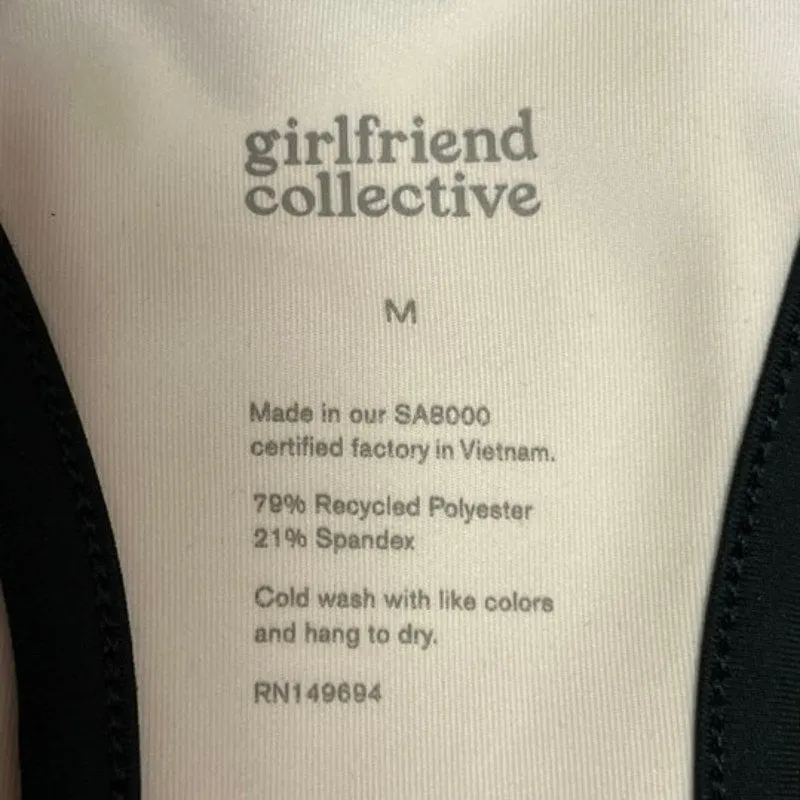 girlfriend
collective
M
Made in our SA8000
certified factory in Vietnam.
79% Recycled Polyester
21% Spandex
Cold wash with like colors
and hang to dry.
RN149694